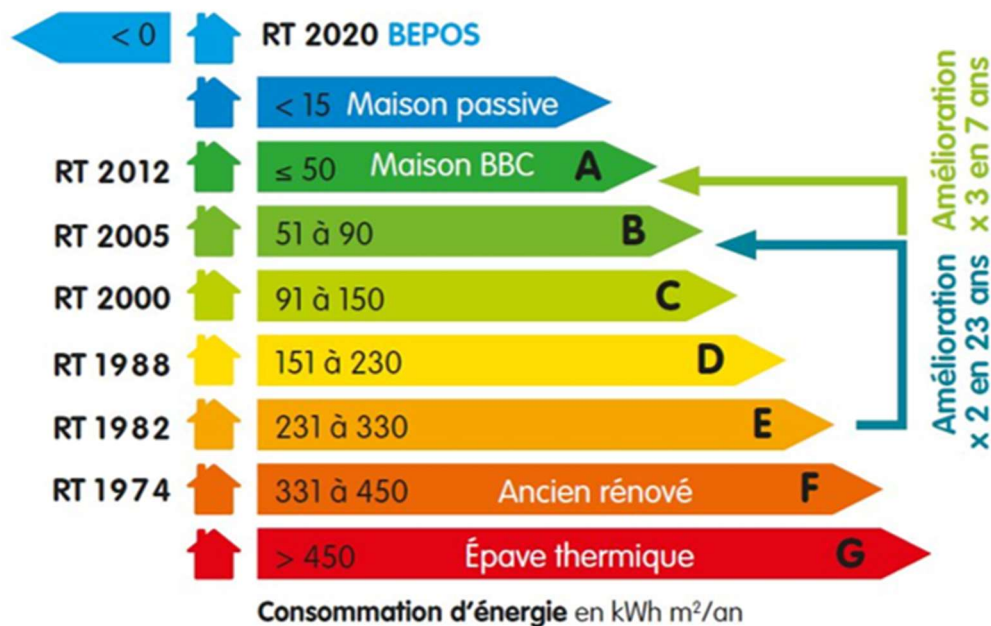 < 0 RT 2020 BEPOS
< 15 Maison passive
RT 2012 ≤ 50 Maison BBC A
RT 2005 51 à 90 B
RT 2000 91 à 150 C
RT 1988 151 à 230 D
RT 1982 231 à 330 E
RT 1974 331 à 450 Ancien rénové F
> 450 Épave thermique G
Consommation d'énergie en kWh m²/an
Amélioration
x 3 en 7 ans
Amélioration
x 2 en 23 ans